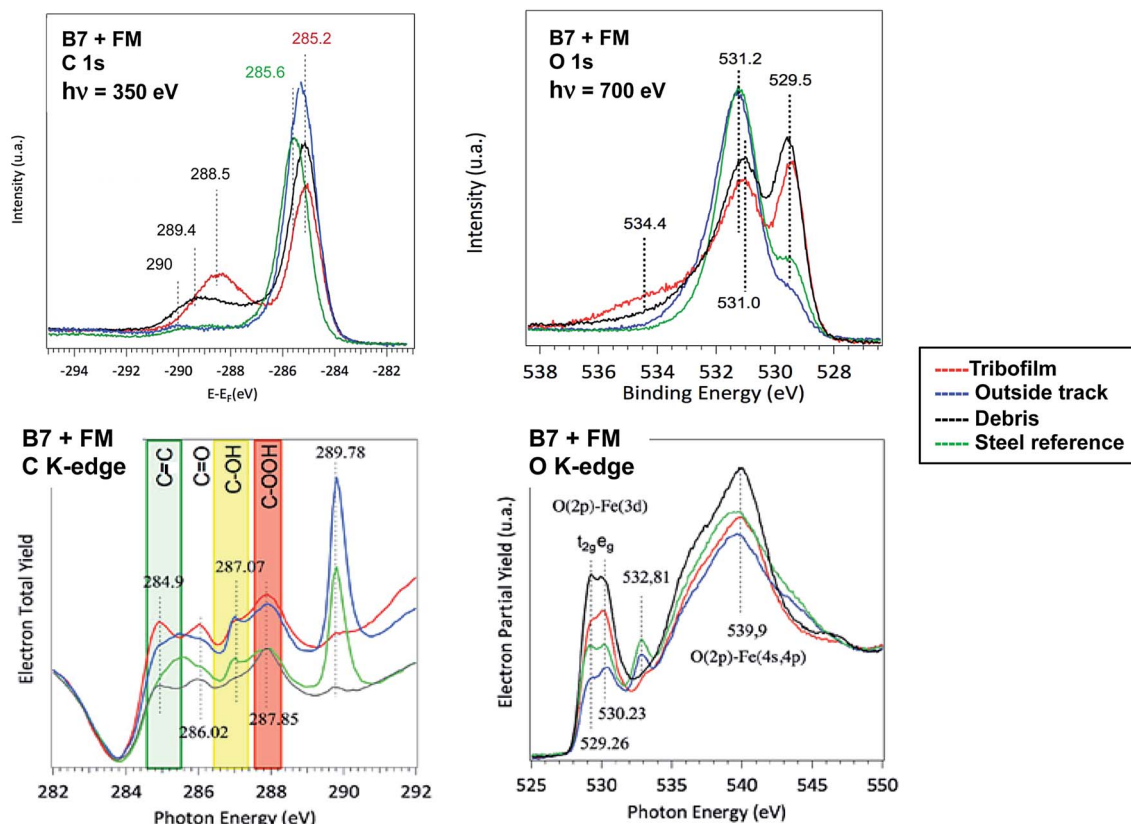 B7 + FM
C 1s
hν = 350 eV
285.2
285.6
288.5
289.4
290
Intensity (u.a.)
-294 -292 -290 -288 -286 -284 -282
E-EF(eV)
B7 + FM
O 1s
hν = 700 eV
531.2
529.5
534.4
531.0
Intensity (u.a.)
538 536 534 532 530 528
Binding Energy (eV)
Tribofilm
Outside track
Debris
Steel reference
B7 + FM
C K-edge
C=C
C=O
C-OH
C-OOH
289.78
287.07
284.9
287.85
286.02
Electron Total Yield
282 284 286 288 290 292
Photon Energy (eV)
B7 + FM
O K-edge
O(2p)-Fe(3d)
t2g eg
532,81
539,9
O(2p)-Fe(4s,4p)
530.23
529.26
Electron Partial Yield (u.a.)
525 530 535 540 545 550
Photon Energy (eV)